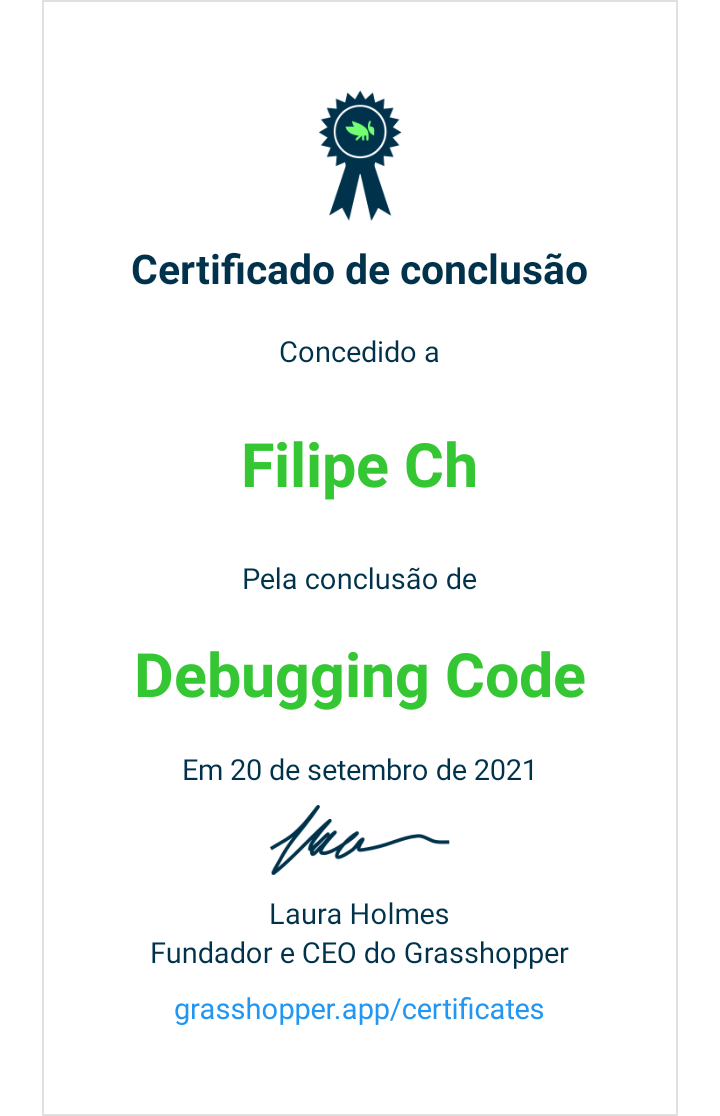 Certificado de conclusão
Concedido a
Filipe Ch
Pela conclusão de
Debugging Code
Em 20 de setembro de 2021
Laura Holmes
Fundador e CEO do Grasshopper
grasshopper.app/certificates